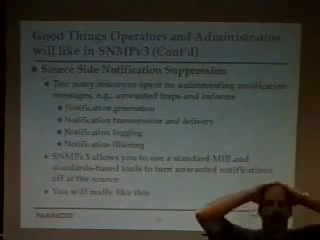 Good Things Operators and Administrators
will like in SNMPv3 (Cont'd)
Source Side Notification Suppression
Too many resources spent on uninteresting notification
messages, e.g., unwanted traps and informs
Notification generation
Notification transmission and delivery
Notification logging
Notification filtering
SNMPv3 allows you to use a standard MIB and
standards-based tools to turn unwanted notifications
off at the source
You will really like this
NANOG